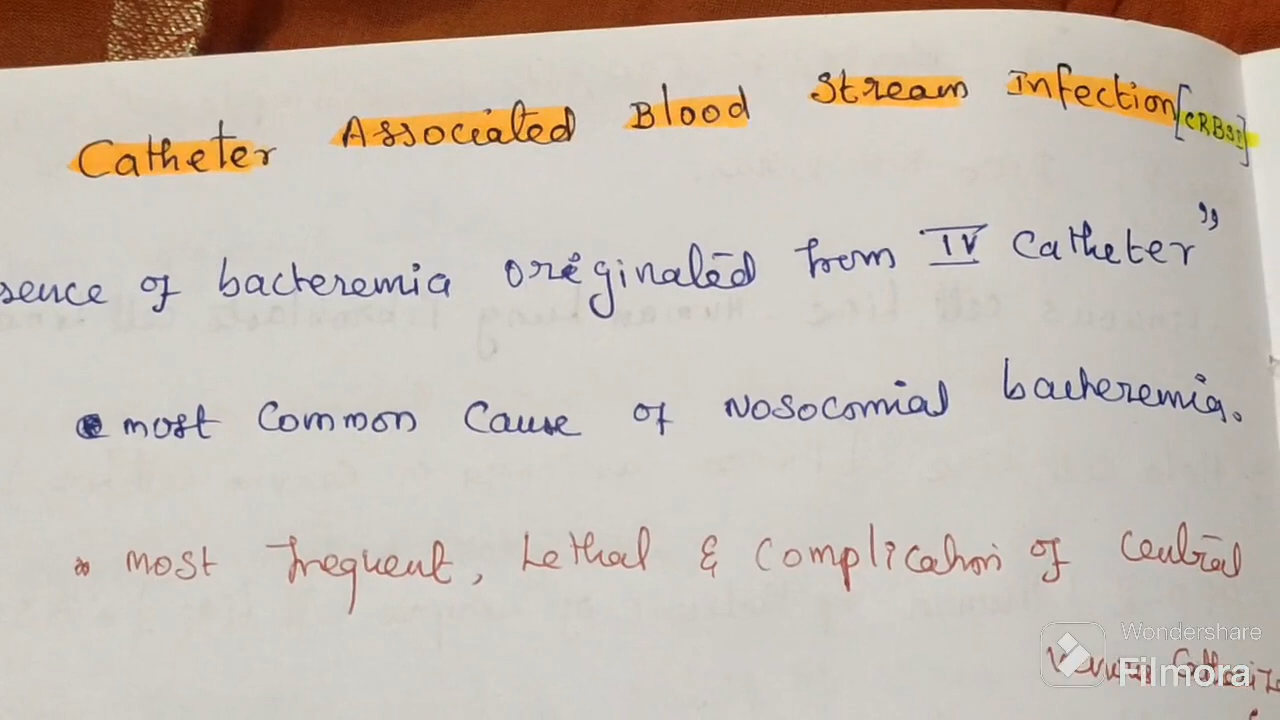 Catheter Associated Blood Stream Infection [CRBSI]
sence of bacteremia originated from IV catheter"
most common cause of nosocomial bacteremia.
* most frequent, Lethal & complication of central
Wondershare
Filmora